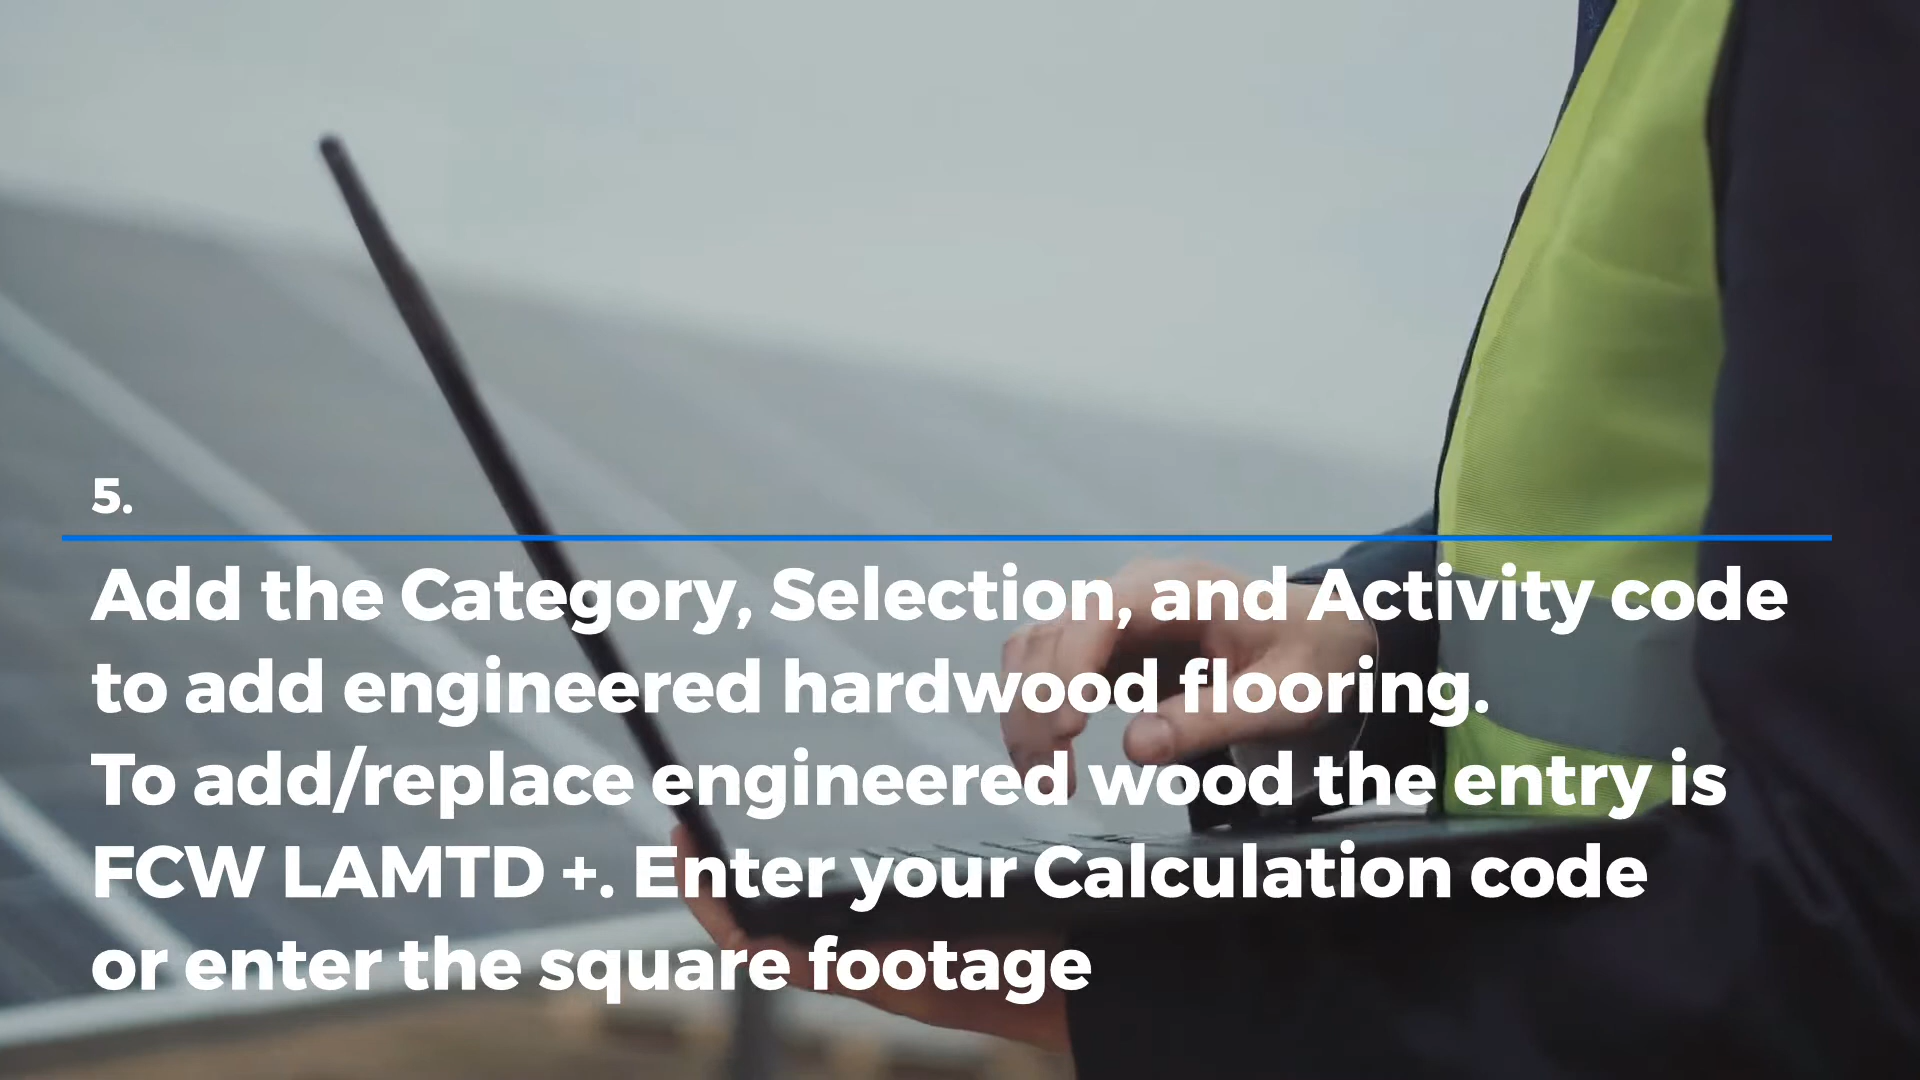 5.
Add the Category, Selection, and Activity code
to add engineered hardwood flooring.
To add/replace engineered wood the entry is
FCW LAMTD +. Enter your Calculation code
or enter the square footage